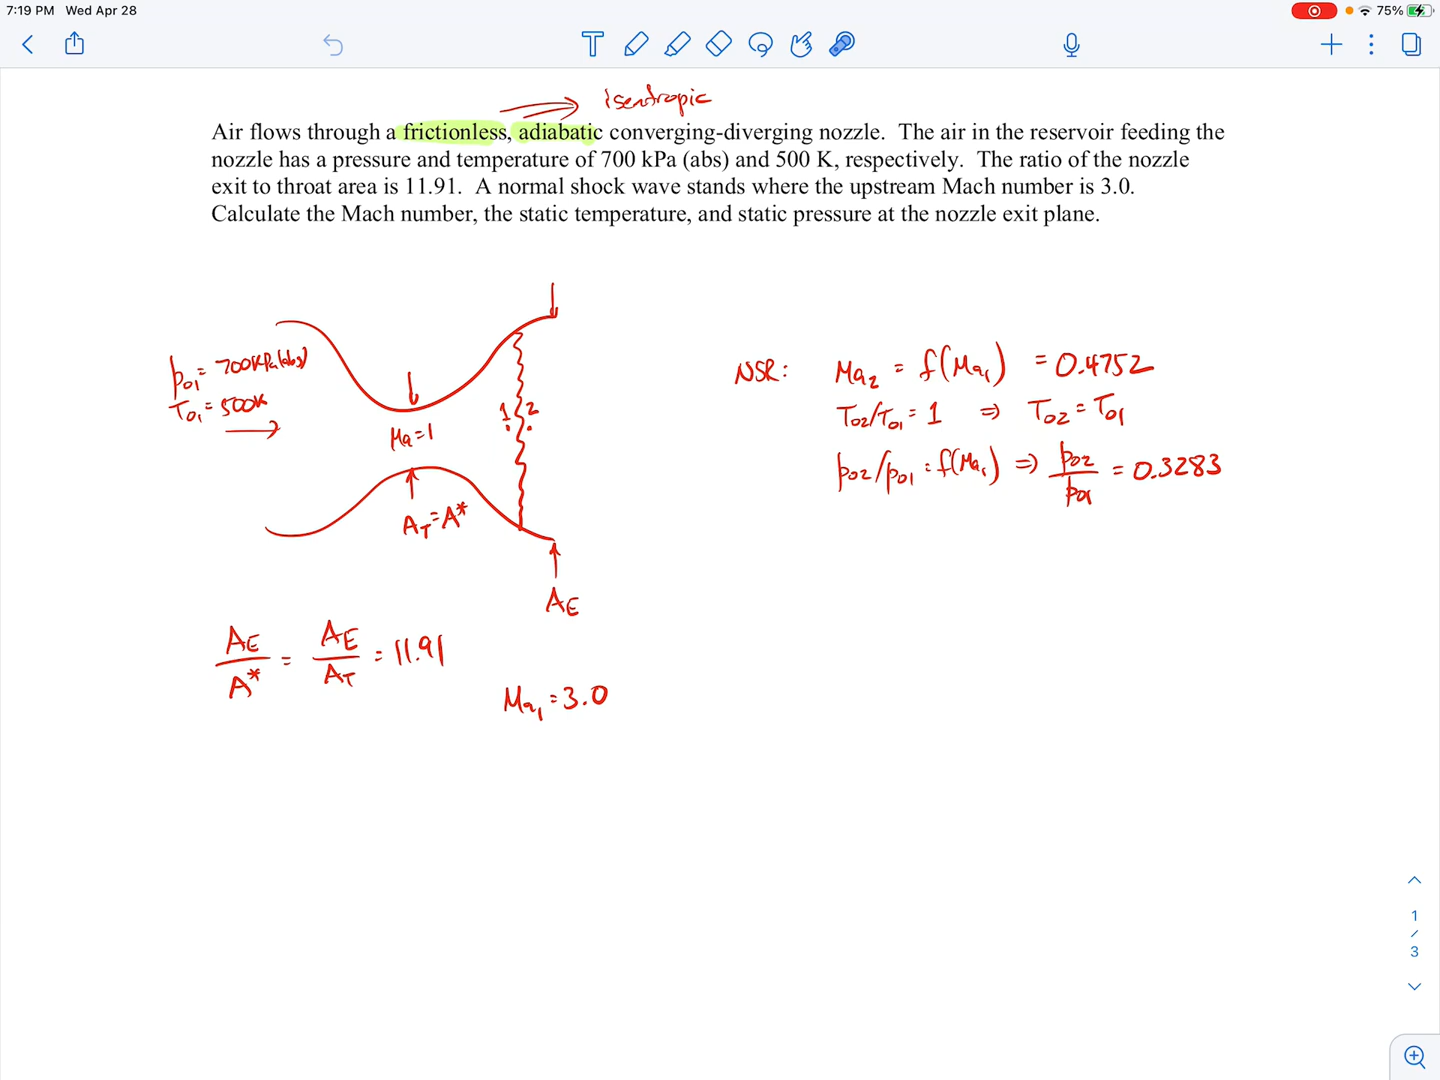 7:19 PM Wed Apr 28
75%
isentropic
Air flows through a frictionless, adiabatic converging-diverging nozzle. The air in the reservoir feeding the
nozzle has a pressure and temperature of 700 kPa (abs) and 500 K, respectively. The ratio of the nozzle
exit to throat area is 11.91. A normal shock wave stands where the upstream Mach number is 3.0.
Calculate the Mach number, the static temperature, and static pressure at the nozzle exit plane.
p01 = 700kPa (abs)
T01 = 500K
Ma=1
1 2
AT = A*
AE
AE/A* = AE/AT = 11.91
Ma1 = 3.0
NSR: Ma2 = f(Ma1) = 0.4752
T02/T01 = 1 ⇒ T02 = T01
p02/p01 = f(Ma1) ⇒ p02/p01 = 0.3283
1
/
3